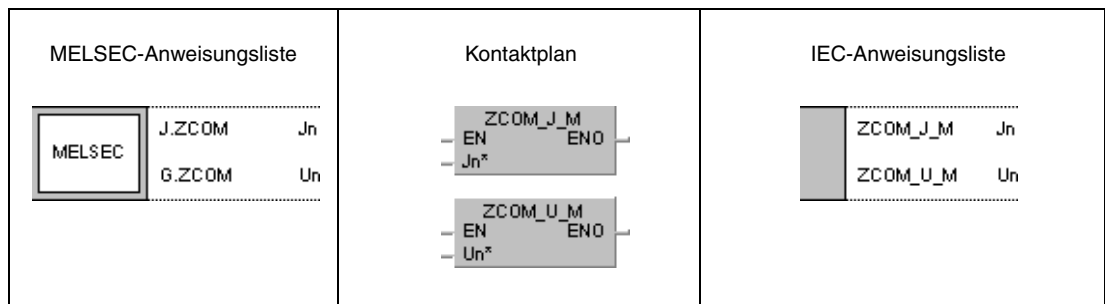 MELSEC-Anweisungsliste
MELSEC
J.ZCOM Jn
G.ZCOM Un
Kontaktplan
ZCOM_J_M
EN ENO
Jn*
ZCOM_U_M
EN ENO
Un*
IEC-Anweisungsliste
ZCOM_J_M Jn
ZCOM_U_M Un